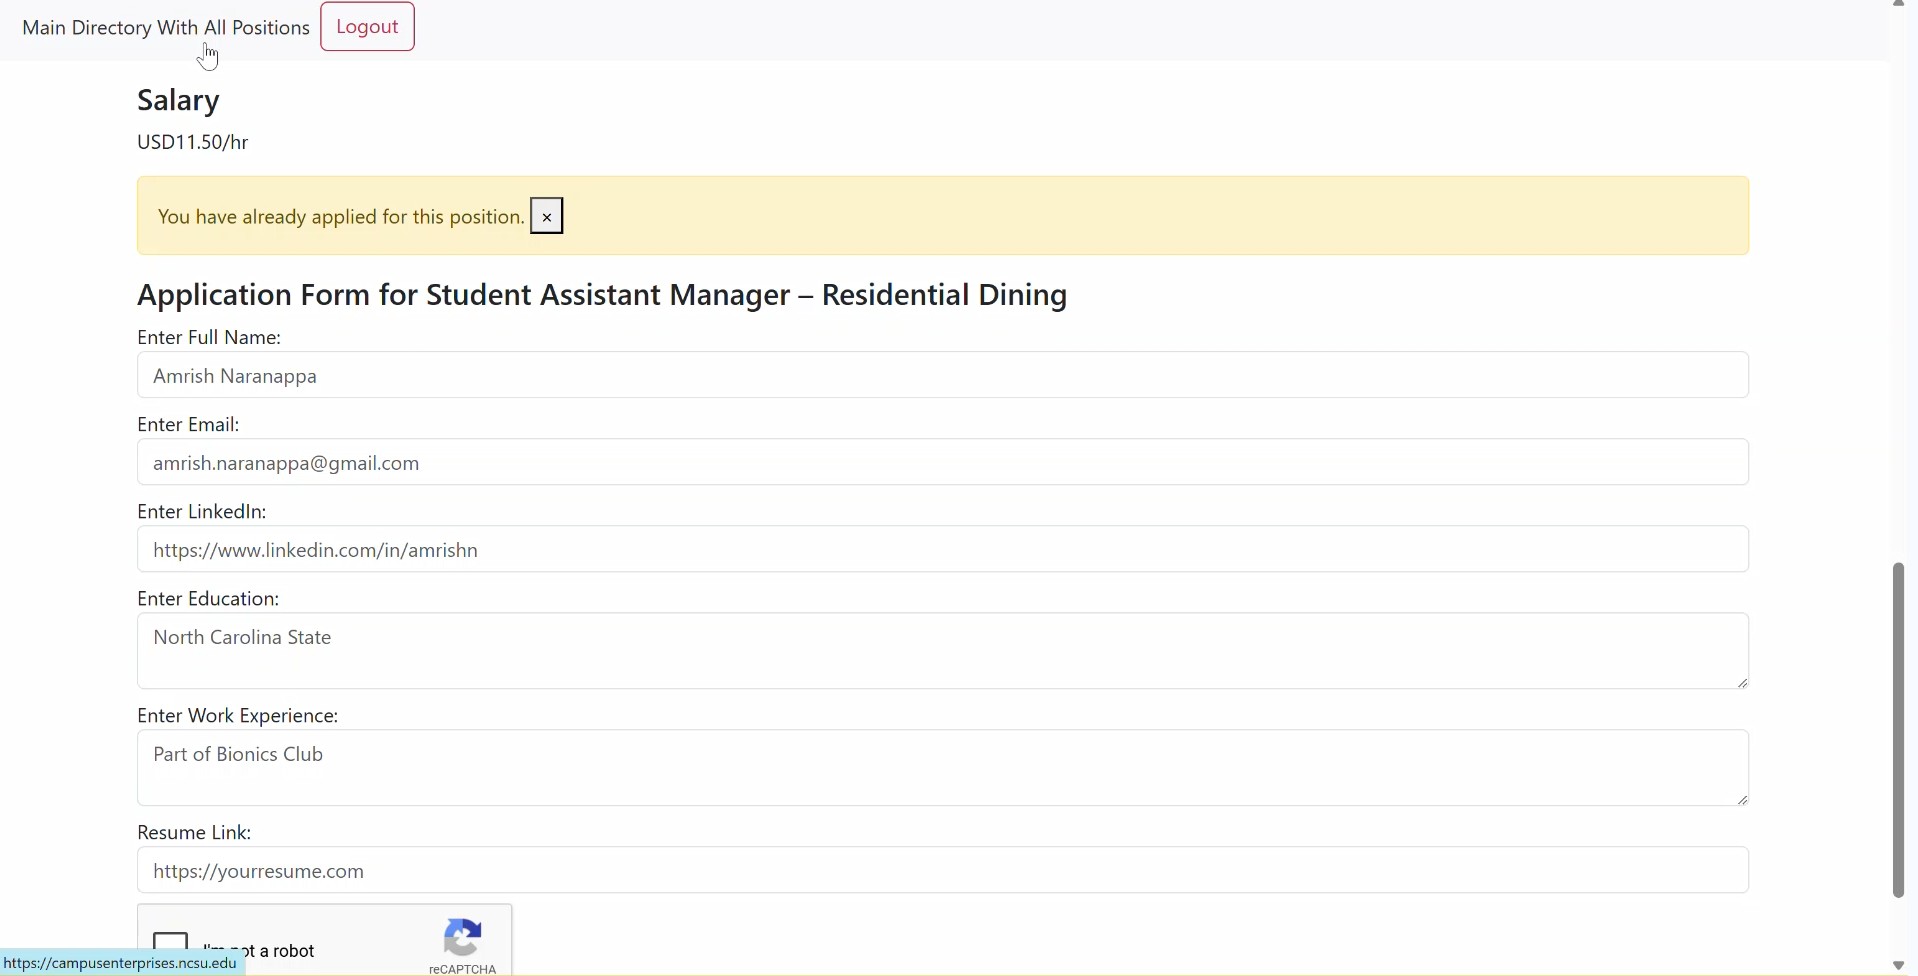 Main Directory With All Positions Logout
Salary
USD11.50/hr
You have already applied for this position. ×
Application Form for Student Assistant Manager – Residential Dining
Enter Full Name:
Amrish Naranappa
Enter Email:
amrish.naranappa@gmail.com
Enter LinkedIn:
https://www.linkedin.com/in/amrishn
Enter Education:
North Carolina State
Enter Work Experience:
Part of Bionics Club
Resume Link:
https://yourresume.com
I'm not a robot
reCAPTCHA
https://campusenterprises.ncsu.edu